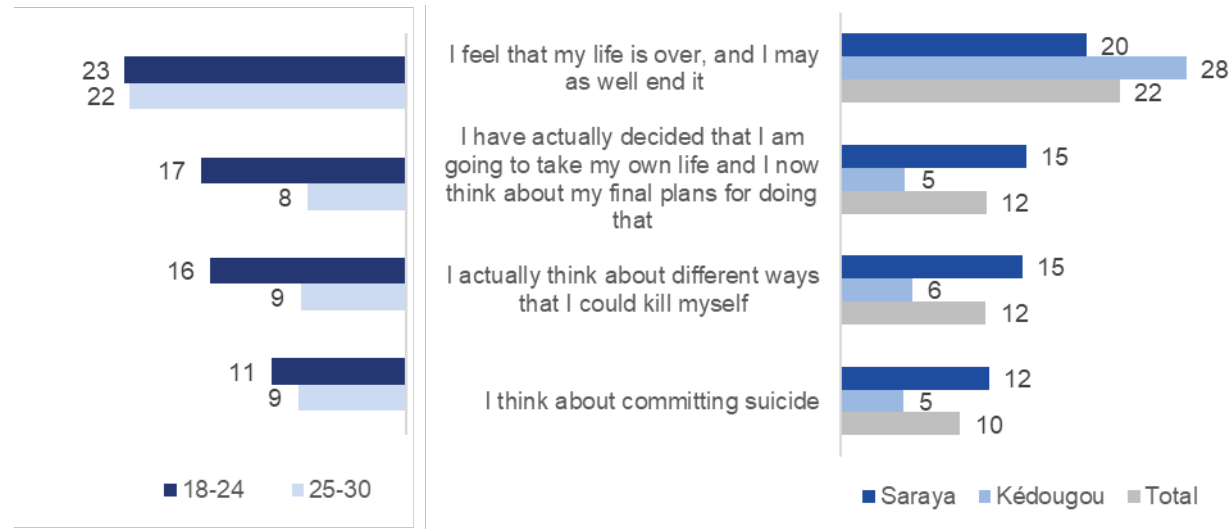 23
22
17
8
16
9
11
9
18-24 25-30
I feel that my life is over, and I may
as well end it
20
28
22
I have actually decided that I am
going to take my own life and I now
think about my final plans for doing
that
15
5
12
I actually think about different ways
that I could kill myself
15
6
12
I think about committing suicide
12
5
10
Saraya Kédougou Total